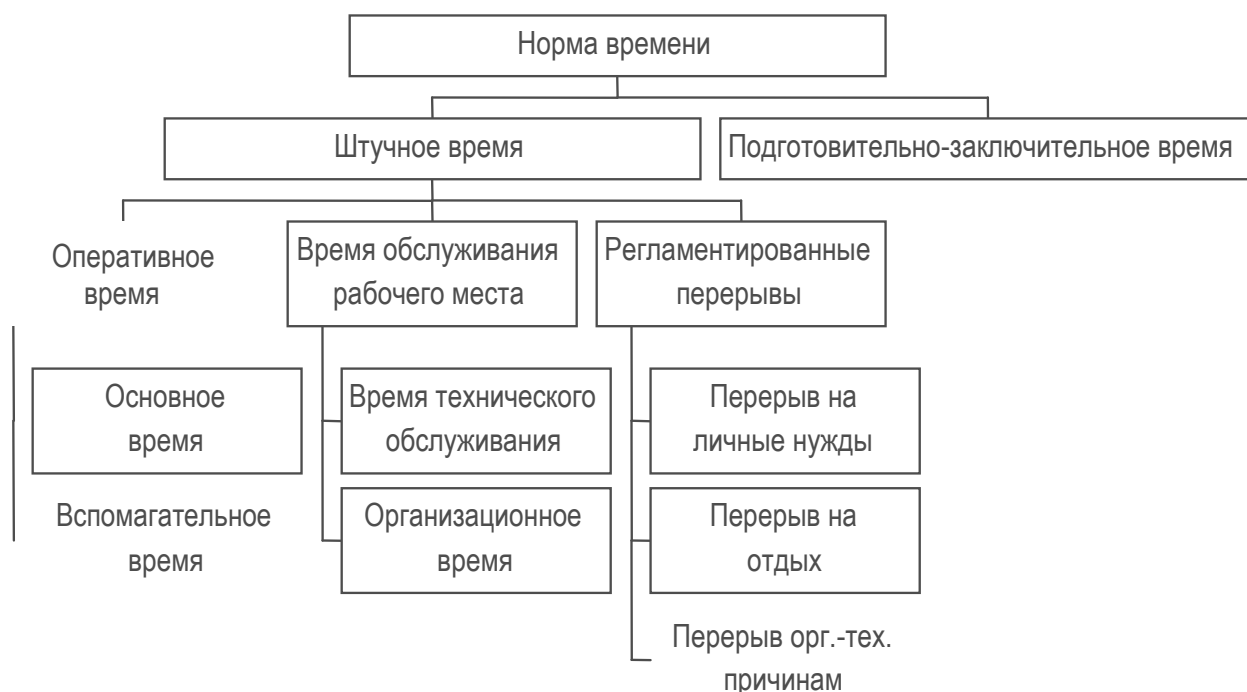 Норма времени
Штучное время
Подготовительно-заключительное время
Оперативное
время
Время обслуживания
рабочего места
Регламентированные
перерывы
Основное
время
Время технического
обслуживания
Перерыв на
личные нужды
Вспомагательное
время
Организационное
время
Перерыв на
отдых
Перерыв орг.-тех.
причинам